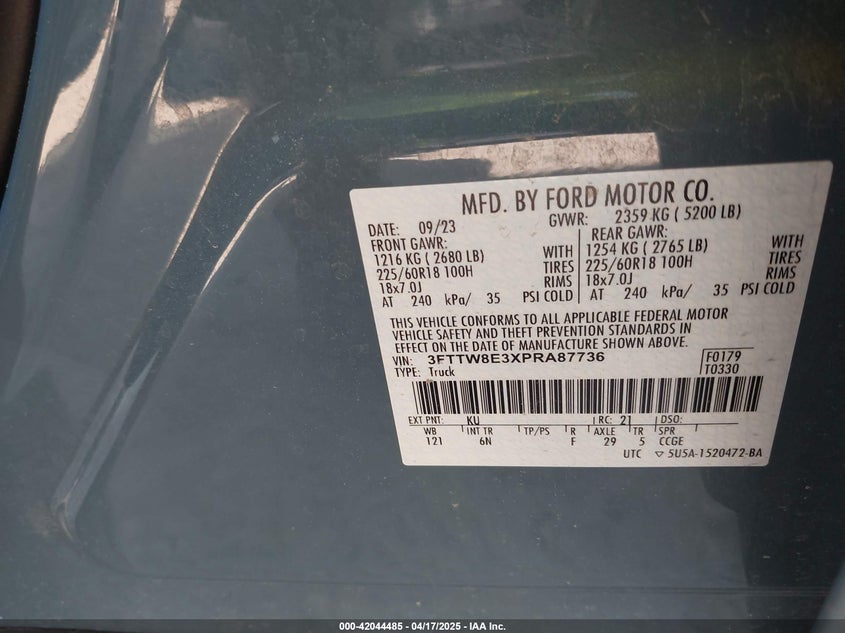 MFD. BY FORD MOTOR CO.
DATE: 09/23 GVWR: 2359 KG ( 5200 LB)
FRONT GAWR: REAR GAWR:
1216 KG ( 2680 LB) WITH 1254 KG ( 2765 LB) WITH
225/60R18 100H TIRES 225/60R18 100H TIRES
18x7.0J RIMS 18x7.0J RIMS
AT 240 kPa/ 35 PSI COLD AT 240 kPa/ 35 PSI COLD
THIS VEHICLE CONFORMS TO ALL APPLICABLE FEDERAL MOTOR
VEHICLE SAFETY AND THEFT PREVENTION STANDARDS IN
EFFECT ON THE DATE OF MANUFACTURE SHOWN ABOVE.
VIN: 3FTTW8E3XPRA87736 F0179
TYPE: Truck T0330
EXT PNT: KU RC: 21 DSO:
WB INT TR TP/PS R AXLE TR SPR
121 6N F 29 5 CCGE
UTC ▽ 5U5A-1520472-BA
000-42044485 - 04/17/2025 - IAA Inc.